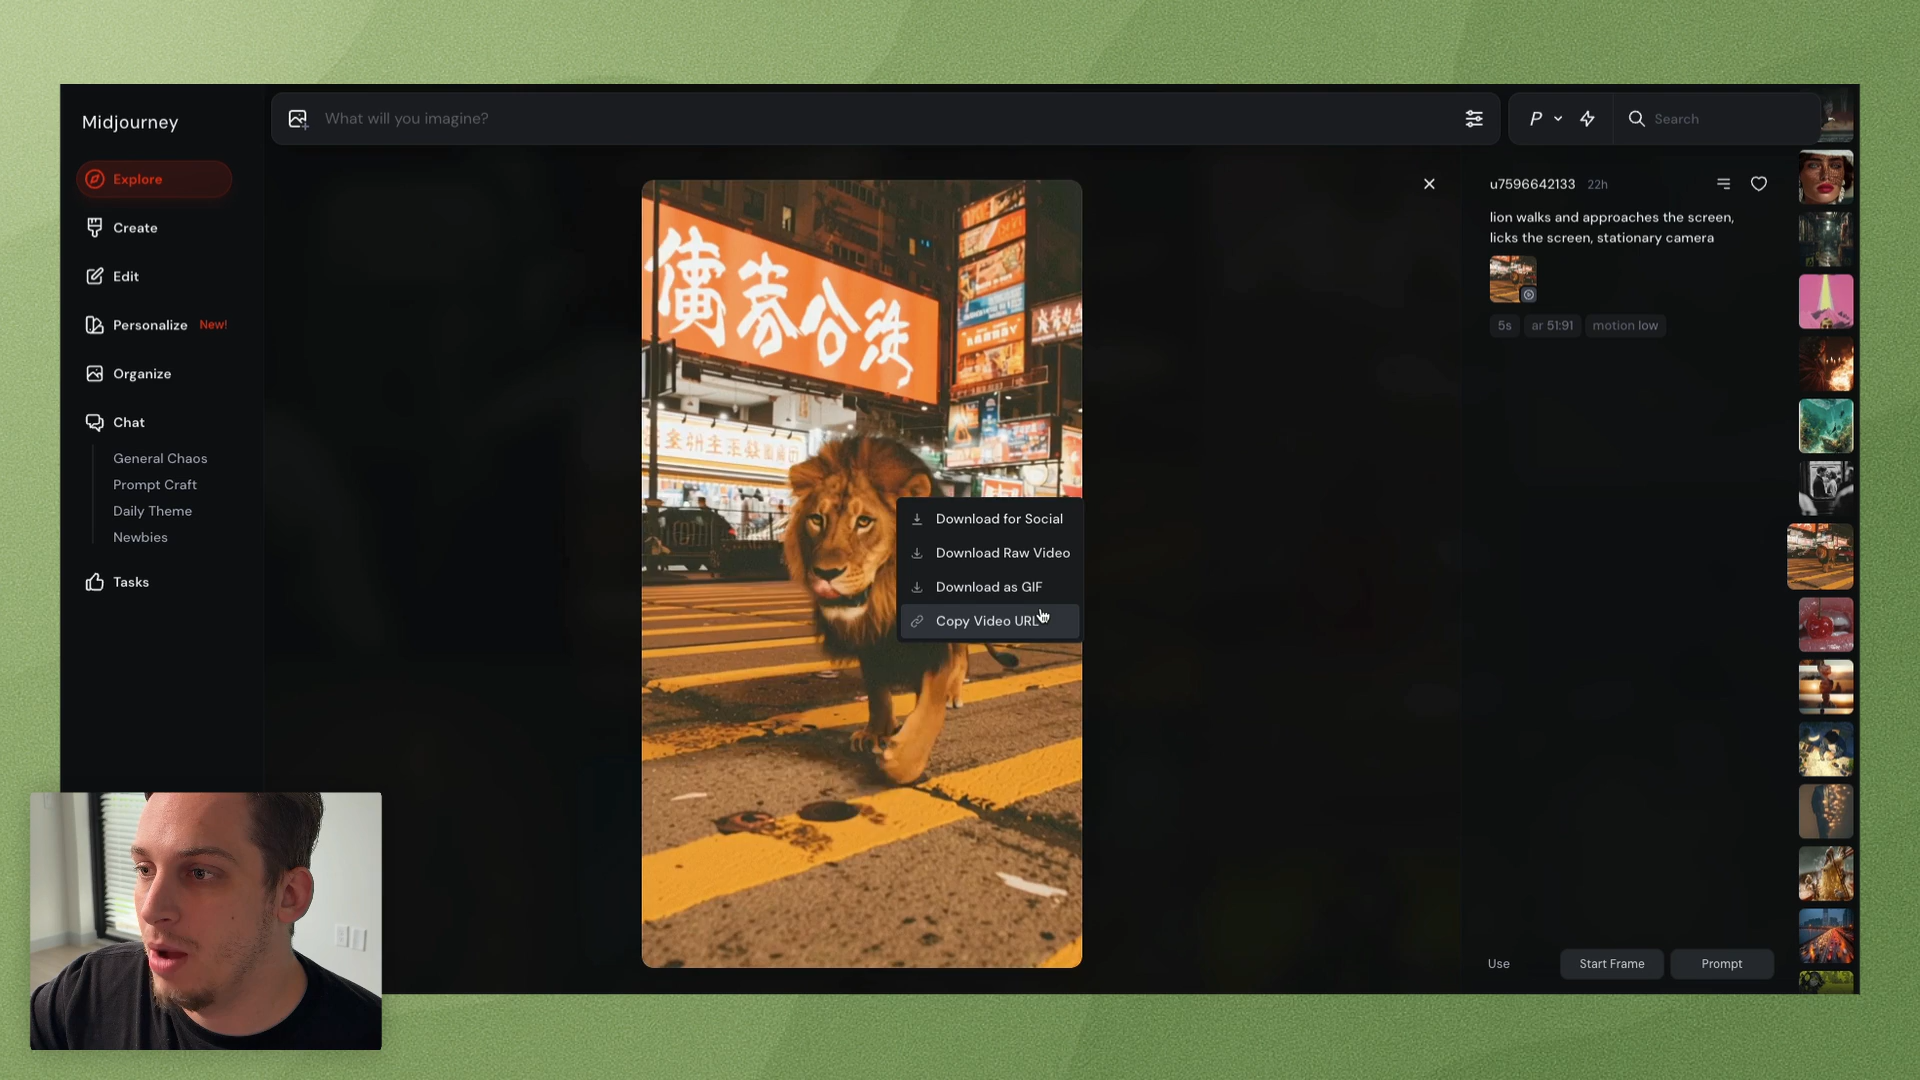 Midjourney
What will you imagine?
P
Search
Explore
Create
Edit
Personalize New!
Organize
Chat
General Chaos
Prompt Craft
Daily Theme
Newbies
Tasks
u7596642133 22h
lion walks and approaches the screen,
licks the screen, stationary camera
5s ar 51:91 motion low
Download for Social
Download Raw Video
Download as GIF
Copy Video URL
Use Start Frame Prompt